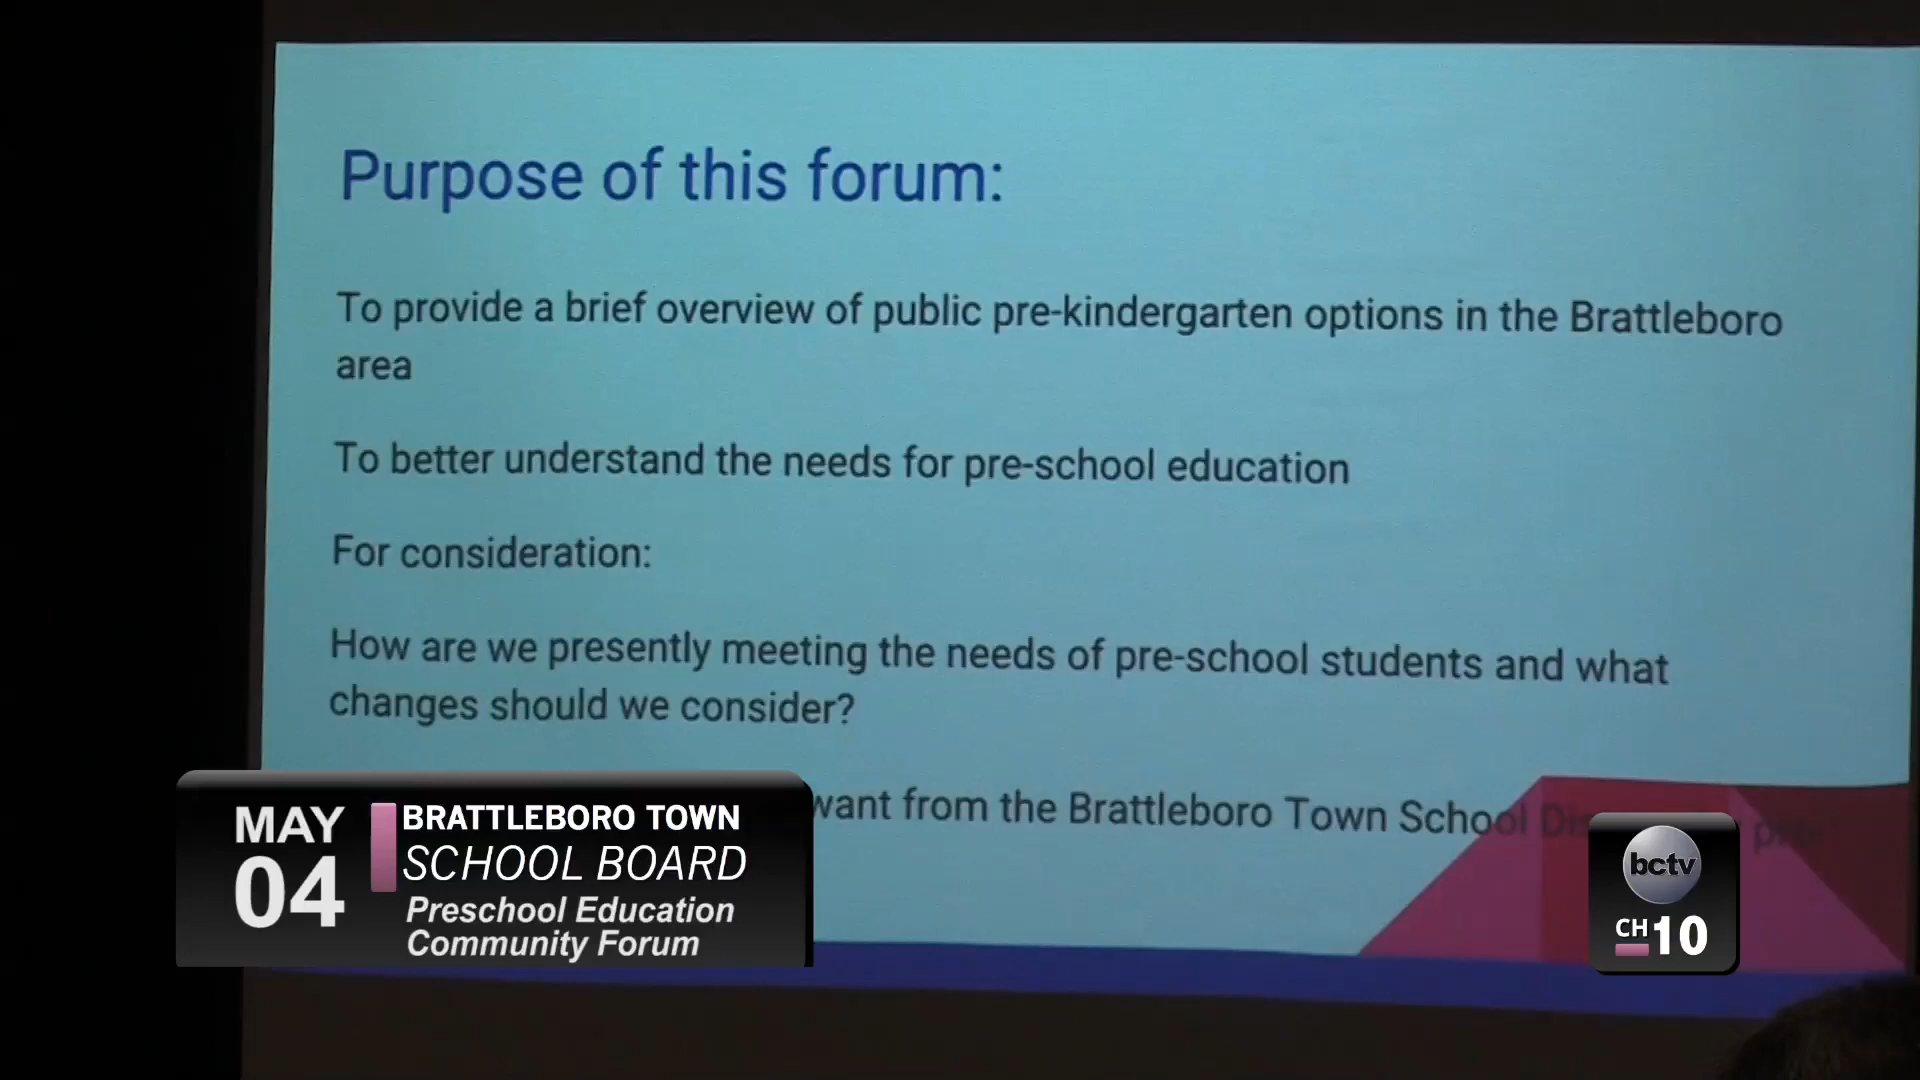 Purpose of this forum:
To provide a brief overview of public pre-kindergarten options in the Brattleboro
area
To better understand the needs for pre-school education
For consideration:
How are we presently meeting the needs of pre-school students and what
changes should we consider?
want from the Brattleboro Town School
MAY
04
BRATTLEBORO TOWN
SCHOOL BOARD
Preschool Education
Community Forum
bctv
CH 10